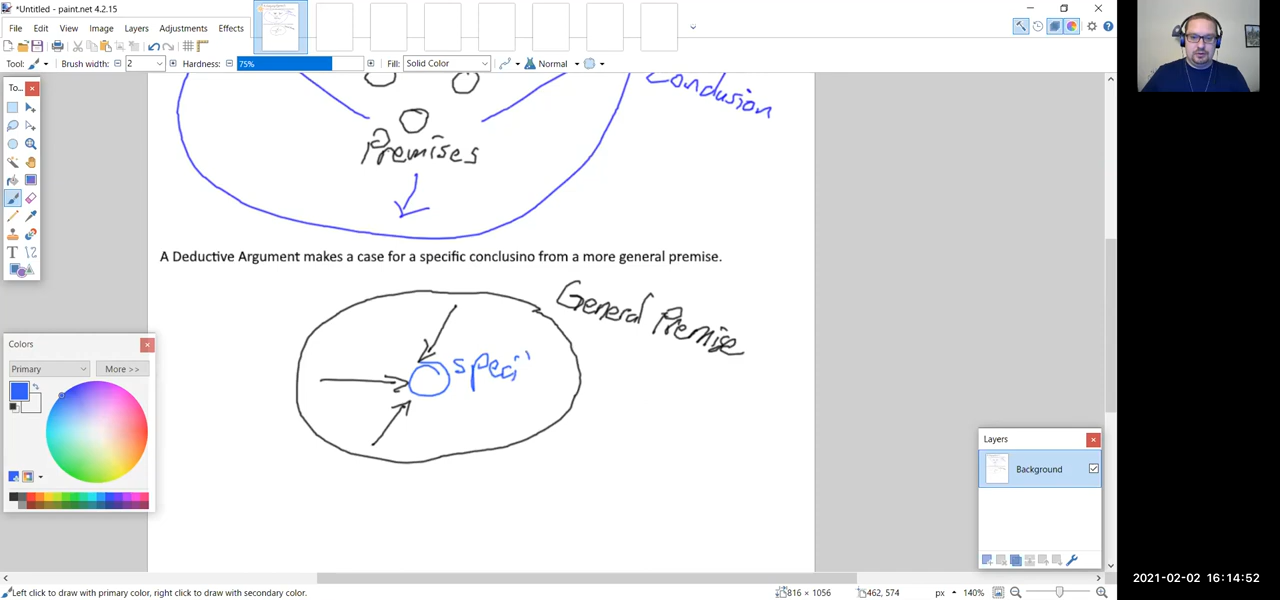 *Untitled - paint.net 4.2.15
File Edit View Image Layers Adjustments Effects
Tool: Brush width: 2 Hardness: 75% Fill: Solid Color Normal
To...
Conclusion
Premises
A Deductive Argument makes a case for a specific conclusino from a more general premise.
General Premise
speci
Colors
Primary More >>
Layers
Background
Left click to draw with primary color, right click to draw with secondary color. 816 × 1056 462, 574 px 140%
2021-02-02 16:14:52